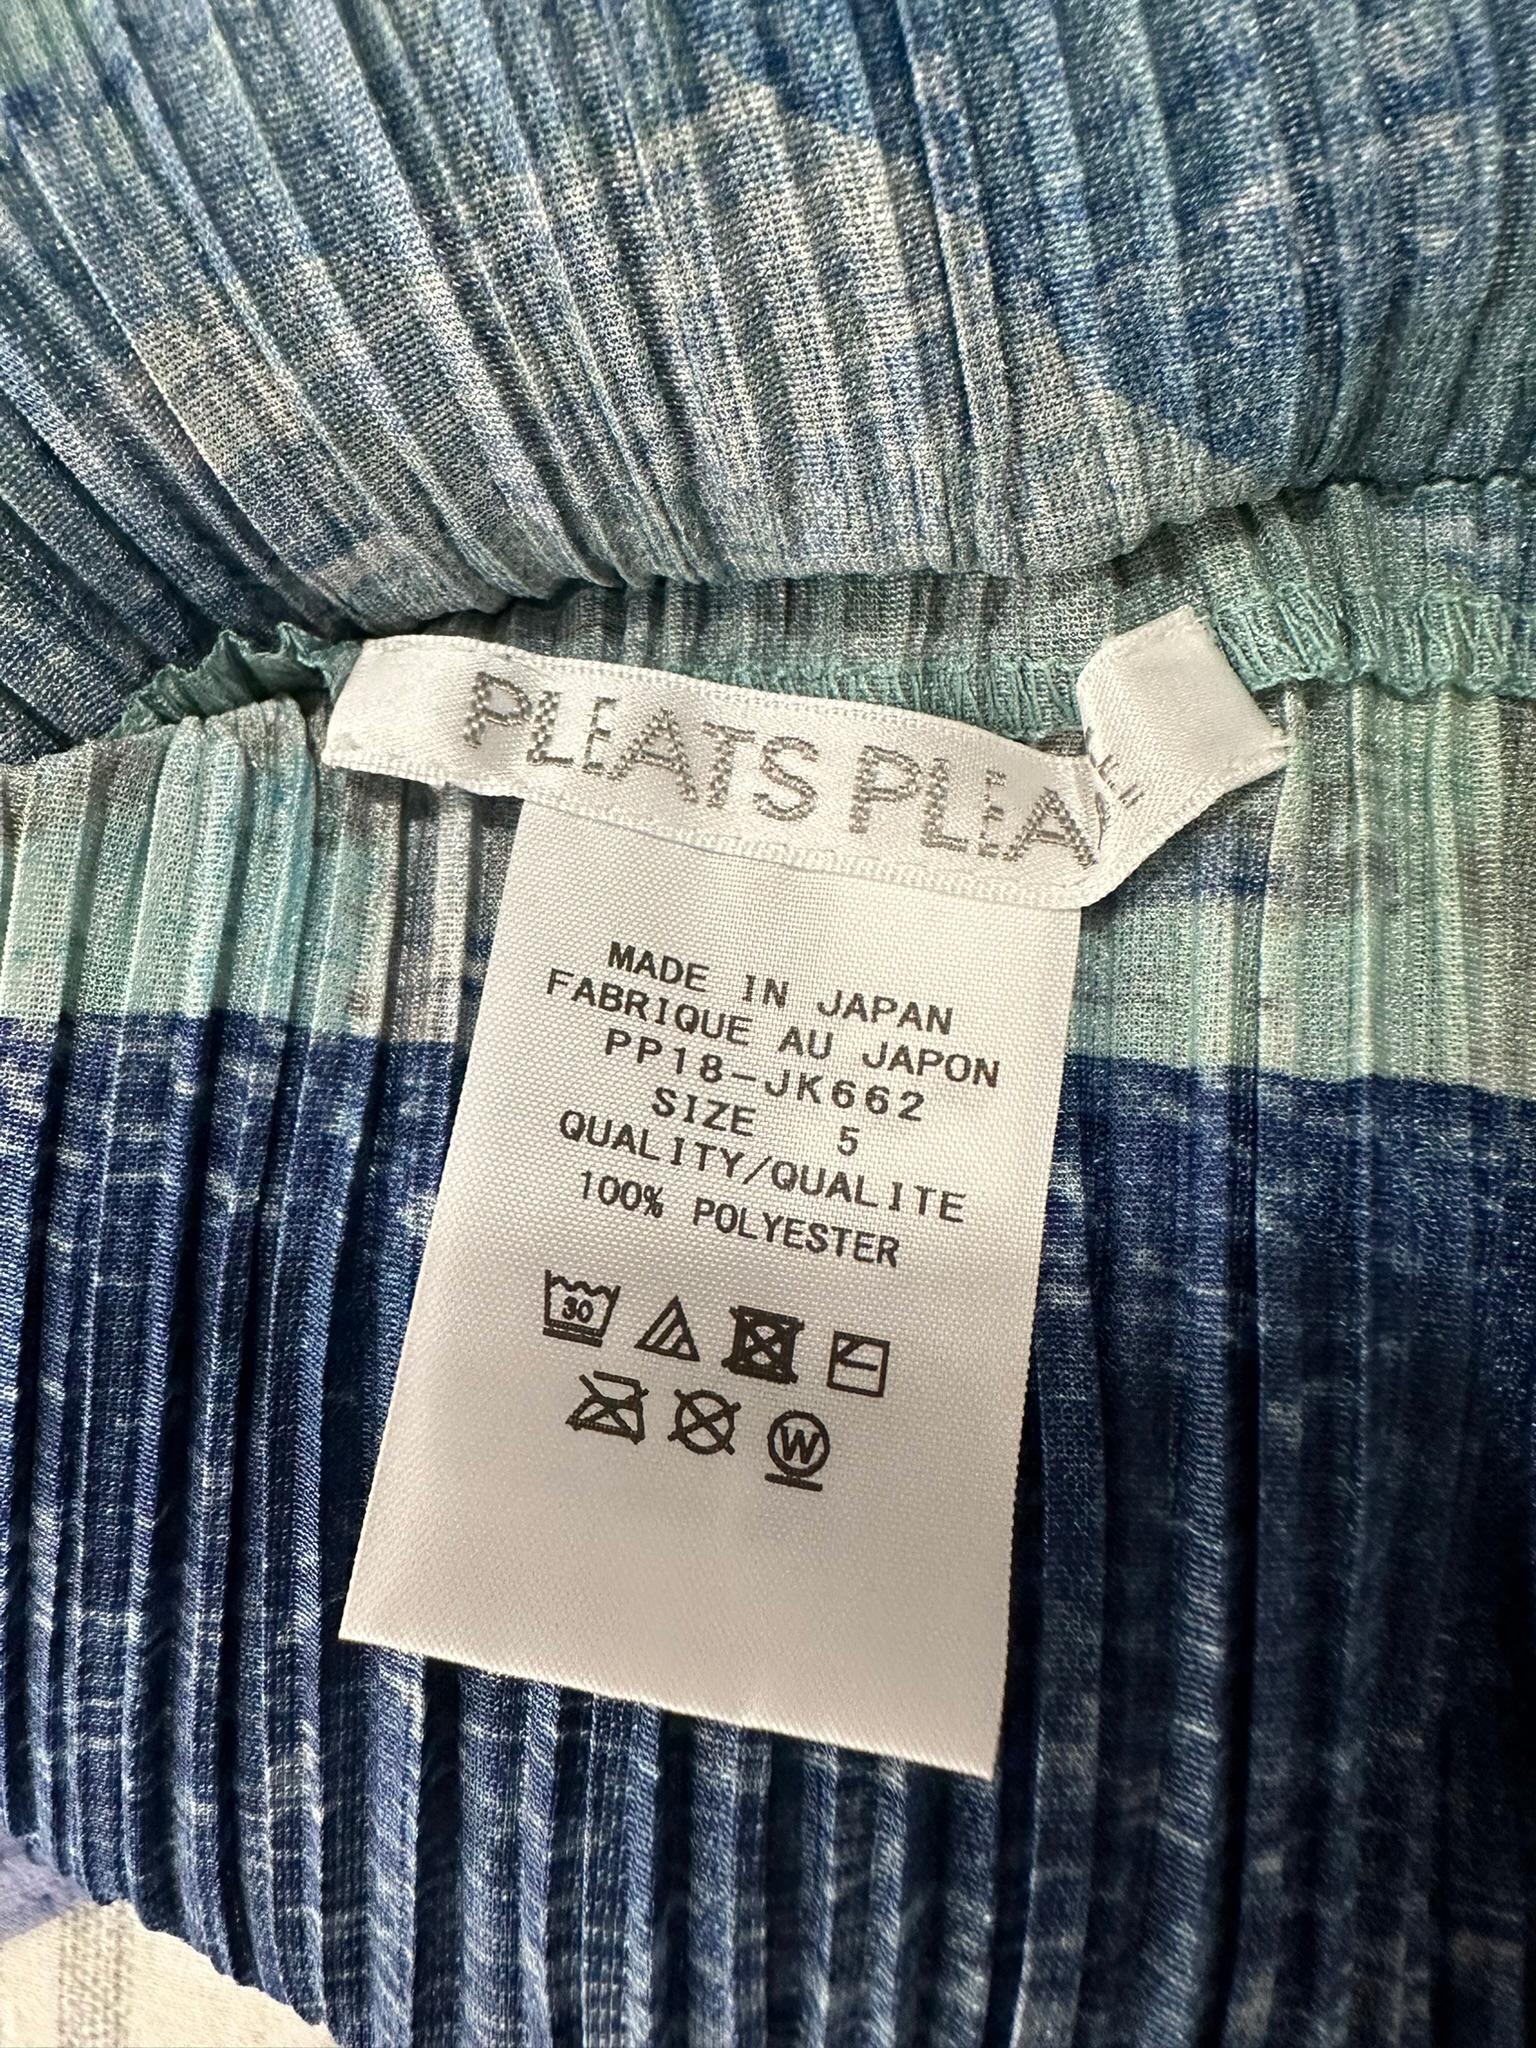 PLEATS PLEA
MADE IN JAPAN
FABRIQUE AU JAPON
PP18-JK662
SIZE 5
QUALITY/QUALITE
100% POLYESTER
30
W